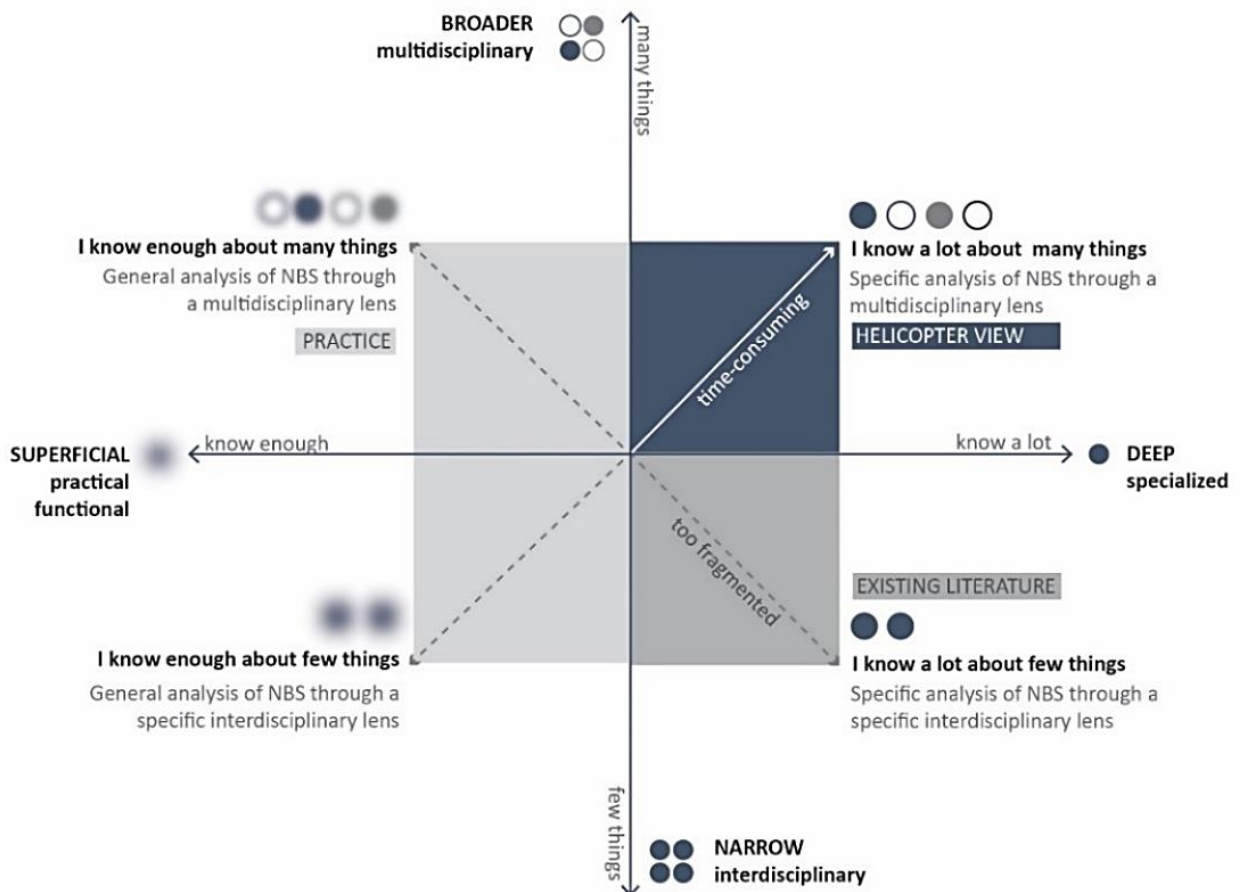 BROADER
multidisciplinary
many things
I know enough about many things
General analysis of NBS through
a multidisciplinary lens
PRACTICE
I know a lot about many things
Specific analysis of NBS through a
multidisciplinary lens
HELICOPTER VIEW
time-consuming
SUPERFICIAL
practical
functional
know enough
know a lot
DEEP
specialized
too fragmented
EXISTING LITERATURE
I know enough about few things
General analysis of NBS through a
specific interdisciplinary lens
I know a lot about few things
Specific analysis of NBS through a
specific interdisciplinary lens
few things
NARROW
interdisciplinary